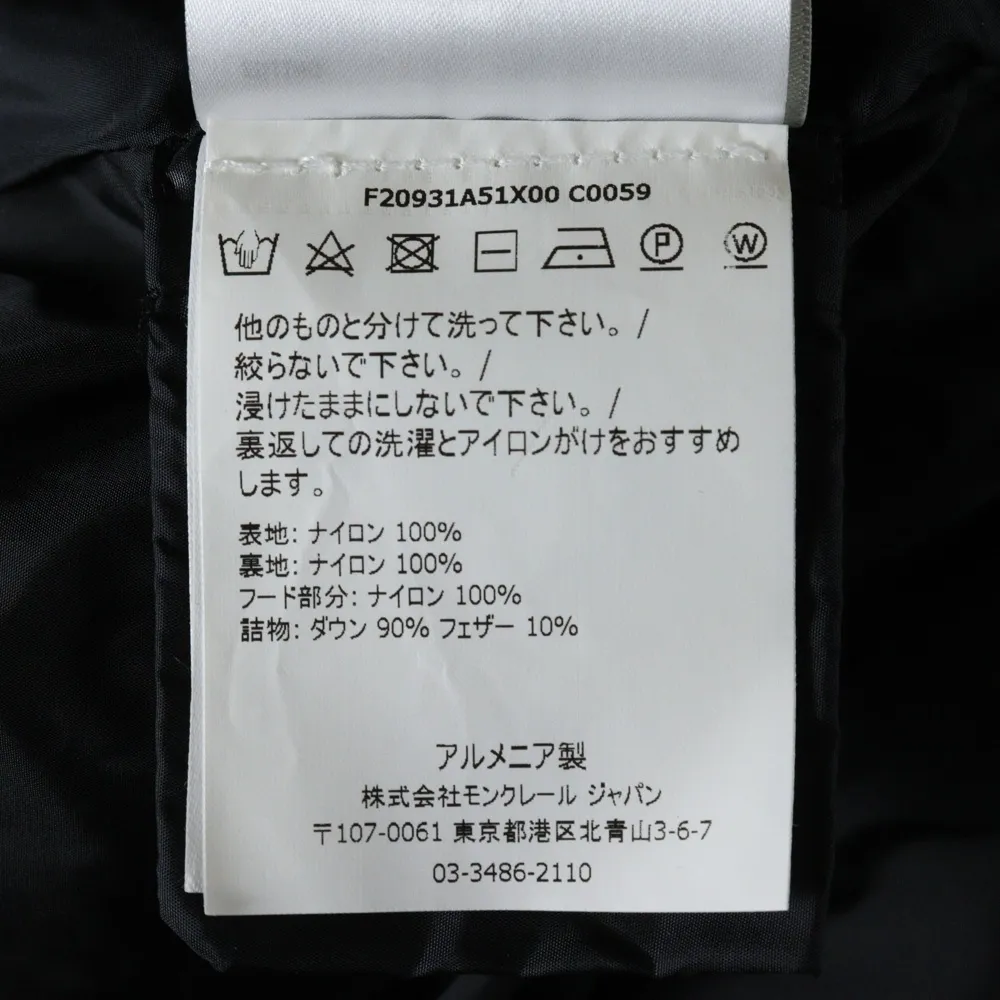 F20931A51X00 C0059
P
W
他のものと分けて洗って下さい。/
絞らないで下さい。/
浸けたままにしないで下さい。/
裏返しての洗濯とアイロンがけをおすすめ
します。
表地: ナイロン 100%
裏地: ナイロン 100%
フード部分: ナイロン 100%
詰物: ダウン 90% フェザー 10%
アルメニア製
株式会社モンクレール ジャパン
〒107-0061 東京都港区北青山3-6-7
03-3486-2110